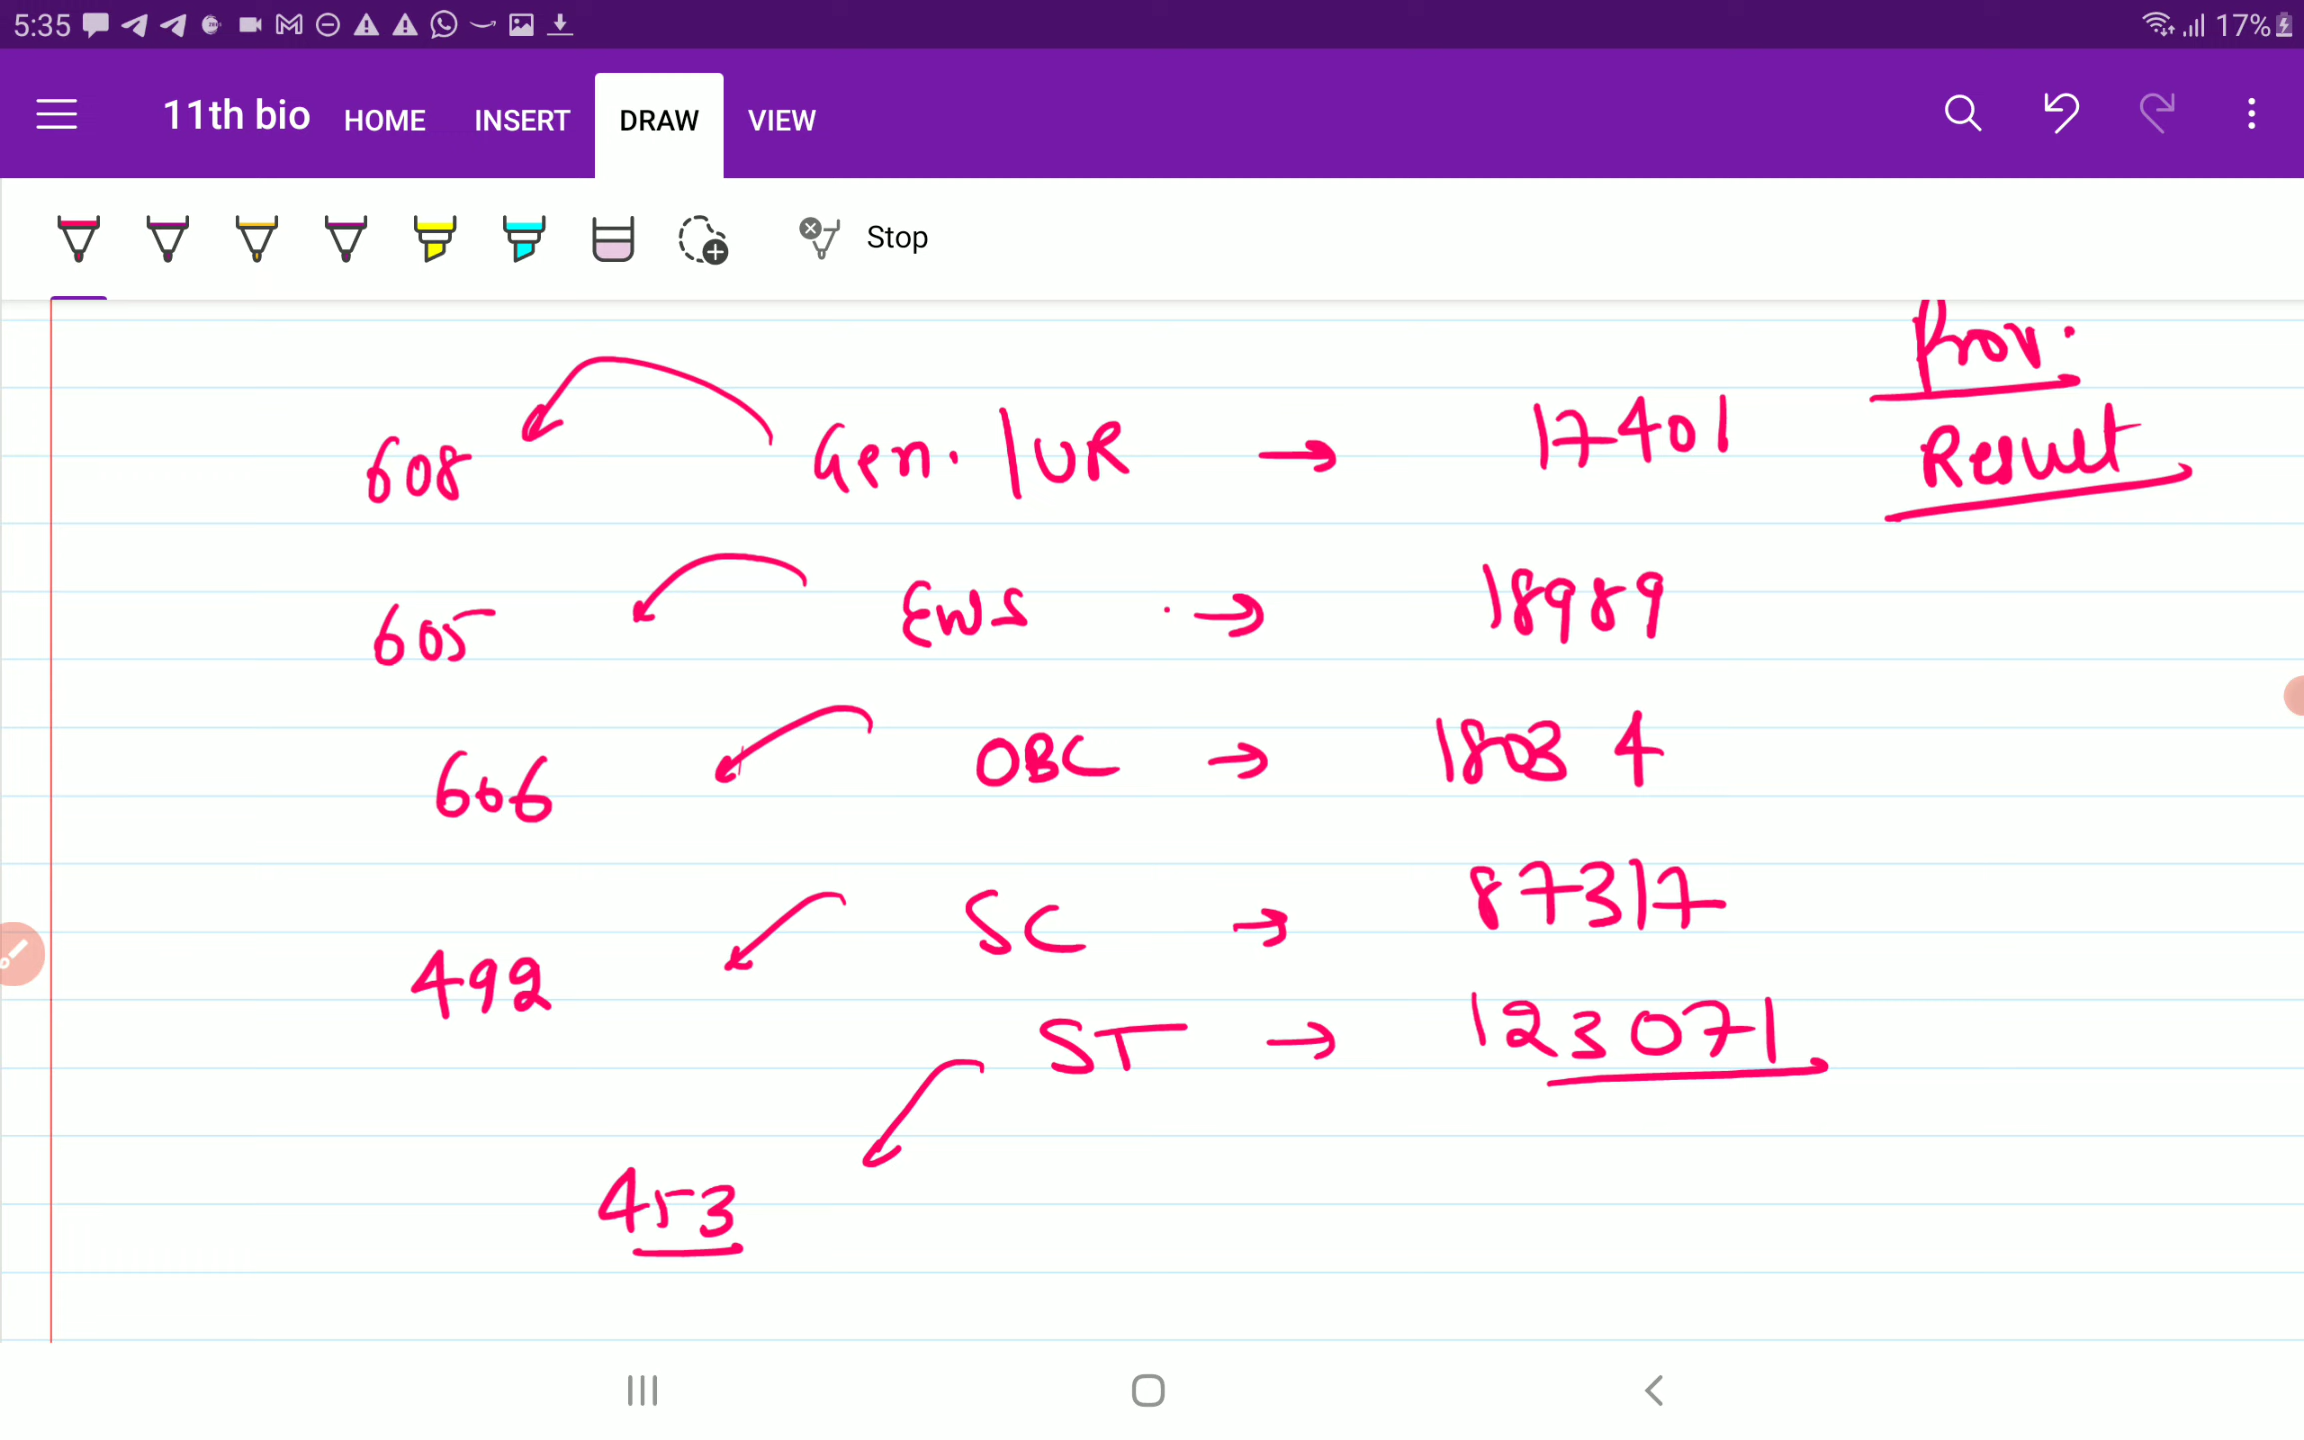 5:35 17%
11th bio HOME INSERT DRAW VIEW
Stop
Prov.
Result
608 Gen. / UR → 17401
605 EWS → 18989
606 OBC → 18034
492 SC → 87317
453 ST → 123071